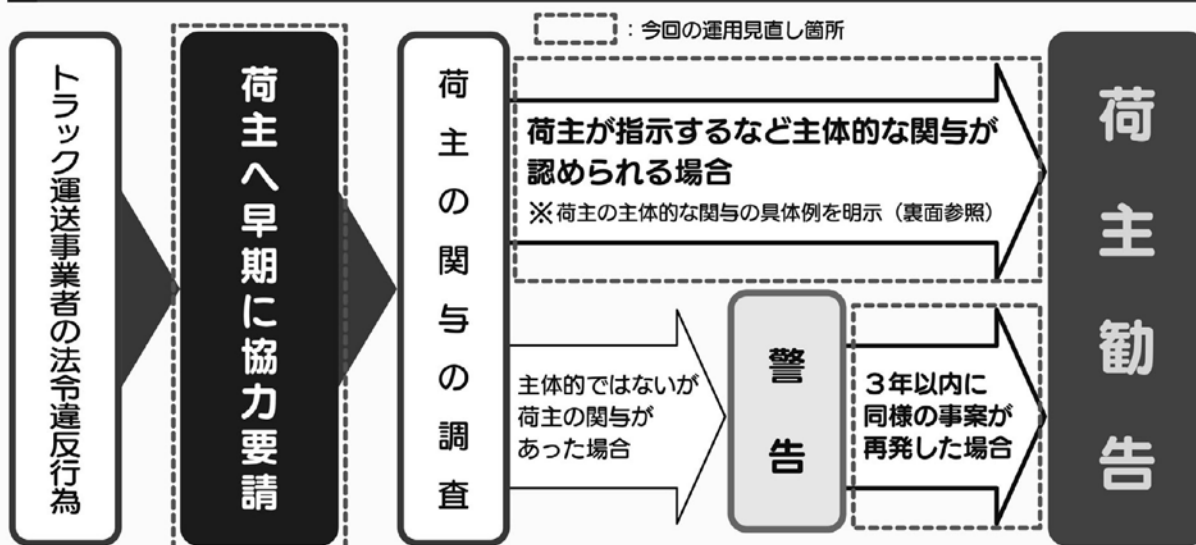 ：今回の運用見直し箇所
トラック運送事業者の法令違反行為
荷主へ早期に協力要請
荷主の関与の調査
荷主が指示するなど主体的な関与が
認められる場合
※荷主の主体的な関与の具体例を明示（裏面参照）
主体的ではないが
荷主の関与が
あった場合
警告
３年以内に
同様の事案が
再発した場合
荷主勧告